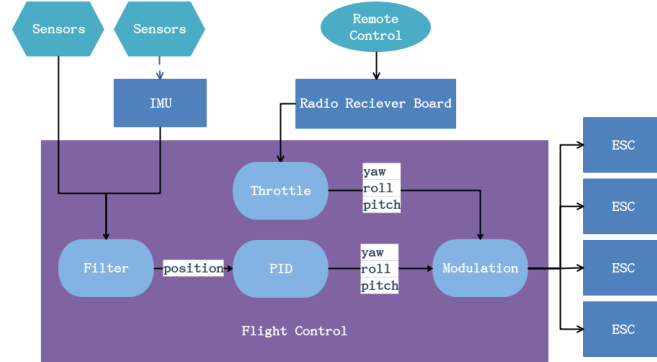 Sensors
Sensors
Remote
Control
IMU
Radio Reciever Board
ESC
Throttle
yaw
roll
pitch
ESC
Filter
position
PID
yaw
roll
pitch
Modulation
ESC
Flight Control
ESC